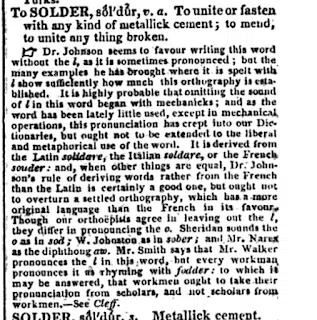 To SOLDER, sôl′důr, v. a. To unite or fasten
with any kind of metallick cement; to mend,
to unite any thing broken.
☞ Dr. Johnson seems to favour writing this word
without the l, as it is sometimes pronounced; but the
many examples he has brought where it is spelt with
l show sufficiently how much this orthography is esta-
blished. It is highly probable that omitting the sound
of l in this word began with mechanicks; and as the
word has been lately little used, except in mechanical
operations, this pronunciation has crept into our Dic-
tionaries, but ought not to be extended to the liberal
and metaphorical use of the word. It is derived from
the Latin solidare, the Italian soldare, or the French
souder: and, when other things are equal, Dr. John-
son's rule of deriving words rather from the French
than the Latin is certainly a good one, but ought not
to overturn a settled orthography, which has a more
original language than the French in its favour.
Though our orthoepists agree in leaving out the l,
they differ in pronouncing the o. Sheridan sounds the
o as in sod; W. Johnston as in sober; and Mr. Nares
as the diphthong aw. Mr. Smith says that Mr. Walker
pronounces the l in this word, but every workman
pronounces it as rhyming with fodder: to which it
may be answered, that workmen ought to take their
pronunciation from scholars, and not scholars from
workmen.—See Cleff.
SOLDER, sôl′důr, s. Metallick cement.